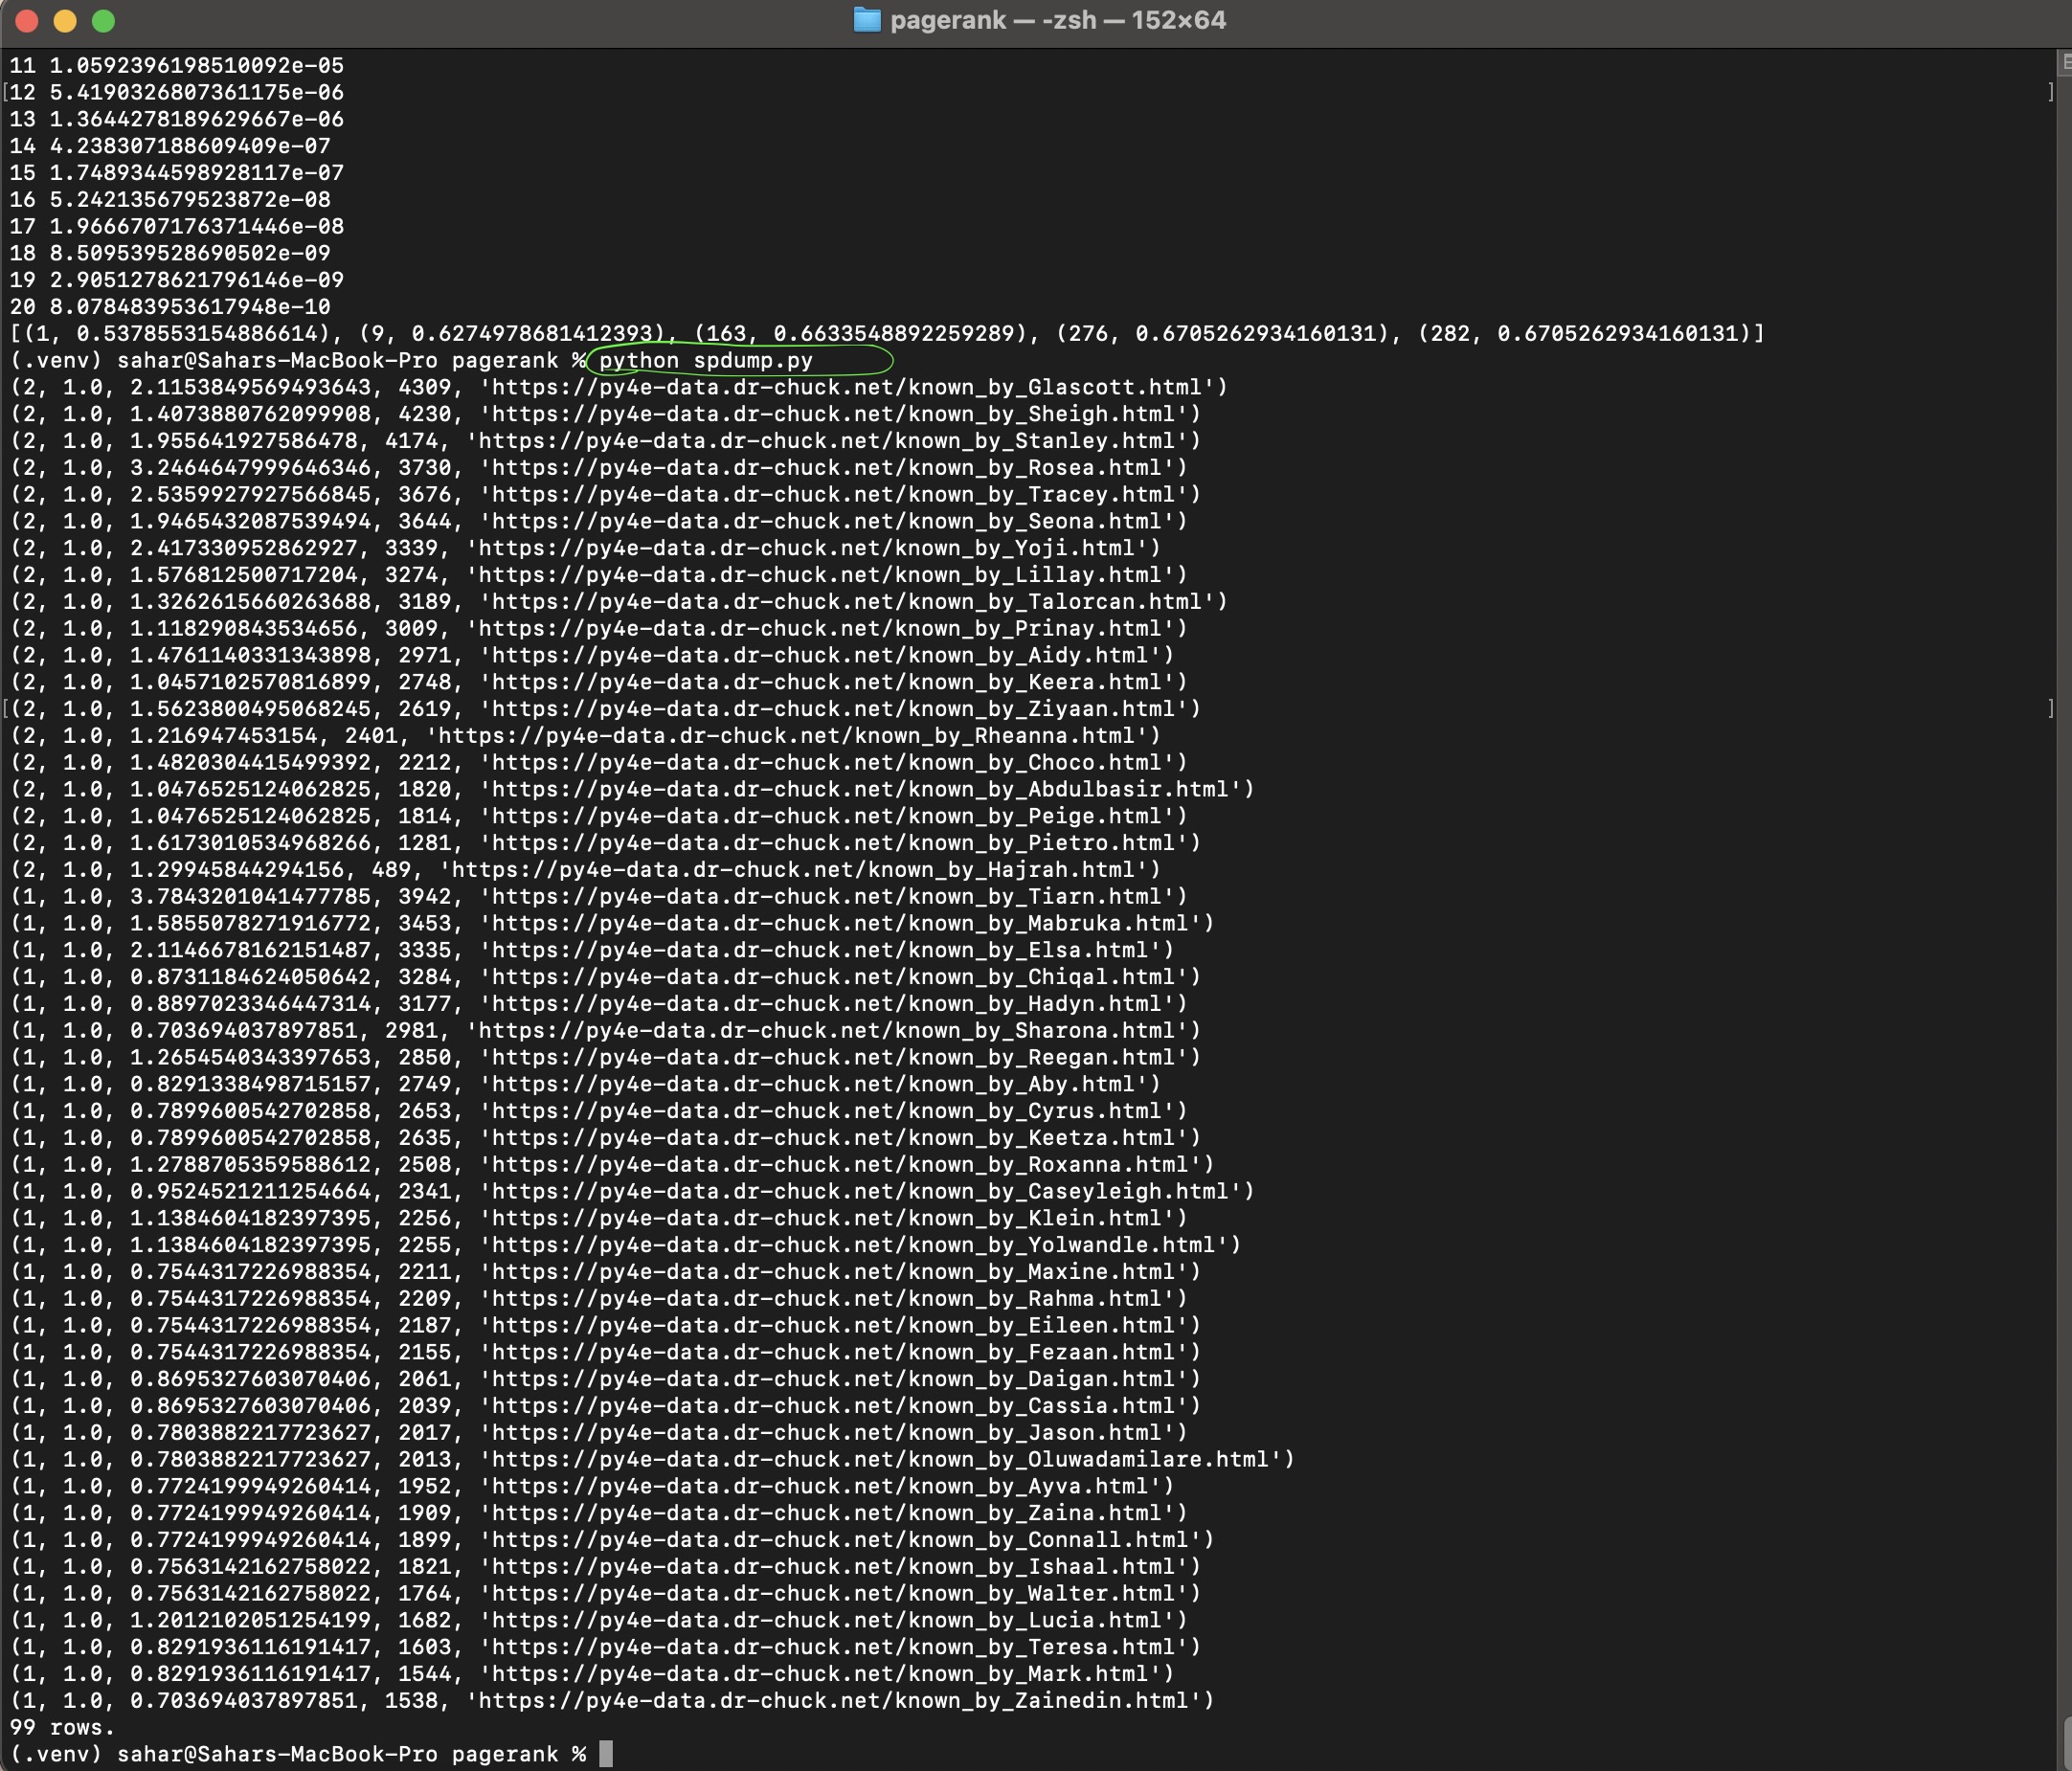 pagerank — -zsh — 152×64
11 1.0592396198510092e-05
12 5.4190326807361175e-06
13 1.3644278189629667e-06
14 4.238307188609409e-07
15 1.7489344598928117e-07
16 5.242135679523872e-08
17 1.9666707176371446e-08
18 8.509539528690502e-09
19 2.9051278621796146e-09
20 8.078483953617948e-10
[(1, 0.5378553154886614), (9, 0.6274978681412393), (163, 0.6633548892259289), (276, 0.6705262934160131), (282, 0.6705262934160131)]
(.venv) sahar@Sahars-MacBook-Pro pagerank % python spdump.py
(2, 1.0, 2.1153849569493643, 4309, 'https://py4e-data.dr-chuck.net/known_by_Glascott.html')
(2, 1.0, 1.4073880762099908, 4230, 'https://py4e-data.dr-chuck.net/known_by_Sheigh.html')
(2, 1.0, 1.955641927586478, 4174, 'https://py4e-data.dr-chuck.net/known_by_Stanley.html')
(2, 1.0, 3.2464647999646346, 3730, 'https://py4e-data.dr-chuck.net/known_by_Rosea.html')
(2, 1.0, 2.5359927927566845, 3676, 'https://py4e-data.dr-chuck.net/known_by_Tracey.html')
(2, 1.0, 1.9465432087539494, 3644, 'https://py4e-data.dr-chuck.net/known_by_Seona.html')
(2, 1.0, 2.417330952862927, 3339, 'https://py4e-data.dr-chuck.net/known_by_Yoji.html')
(2, 1.0, 1.576812500717204, 3274, 'https://py4e-data.dr-chuck.net/known_by_Lillay.html')
(2, 1.0, 1.3262615660263688, 3189, 'https://py4e-data.dr-chuck.net/known_by_Talorcan.html')
(2, 1.0, 1.118290843534656, 3009, 'https://py4e-data.dr-chuck.net/known_by_Prinay.html')
(2, 1.0, 1.4761140331343898, 2971, 'https://py4e-data.dr-chuck.net/known_by_Aidy.html')
(2, 1.0, 1.0457102570816899, 2748, 'https://py4e-data.dr-chuck.net/known_by_Keera.html')
(2, 1.0, 1.5623800495068245, 2619, 'https://py4e-data.dr-chuck.net/known_by_Ziyaan.html')
(2, 1.0, 1.216947453154, 2401, 'https://py4e-data.dr-chuck.net/known_by_Rheanna.html')
(2, 1.0, 1.4820304415499392, 2212, 'https://py4e-data.dr-chuck.net/known_by_Choco.html')
(2, 1.0, 1.0476525124062825, 1820, 'https://py4e-data.dr-chuck.net/known_by_Abdulbasir.html')
(2, 1.0, 1.0476525124062825, 1814, 'https://py4e-data.dr-chuck.net/known_by_Peige.html')
(2, 1.0, 1.6173010534968266, 1281, 'https://py4e-data.dr-chuck.net/known_by_Pietro.html')
(2, 1.0, 1.29945844294156, 489, 'https://py4e-data.dr-chuck.net/known_by_Hajrah.html')
(1, 1.0, 3.7843201041477785, 3942, 'https://py4e-data.dr-chuck.net/known_by_Tiarn.html')
(1, 1.0, 1.5855078271916772, 3453, 'https://py4e-data.dr-chuck.net/known_by_Mabruka.html')
(1, 1.0, 2.1146678162151487, 3335, 'https://py4e-data.dr-chuck.net/known_by_Elsa.html')
(1, 1.0, 0.8731184624050642, 3284, 'https://py4e-data.dr-chuck.net/known_by_Chiqal.html')
(1, 1.0, 0.8897023346447314, 3177, 'https://py4e-data.dr-chuck.net/known_by_Hadyn.html')
(1, 1.0, 0.703694037897851, 2981, 'https://py4e-data.dr-chuck.net/known_by_Sharona.html')
(1, 1.0, 1.2654540343397653, 2850, 'https://py4e-data.dr-chuck.net/known_by_Reegan.html')
(1, 1.0, 0.8291338498715157, 2749, 'https://py4e-data.dr-chuck.net/known_by_Aby.html')
(1, 1.0, 0.7899600542702858, 2653, 'https://py4e-data.dr-chuck.net/known_by_Cyrus.html')
(1, 1.0, 0.7899600542702858, 2635, 'https://py4e-data.dr-chuck.net/known_by_Keetza.html')
(1, 1.0, 1.2788705359588612, 2508, 'https://py4e-data.dr-chuck.net/known_by_Roxanna.html')
(1, 1.0, 0.9524521211254664, 2341, 'https://py4e-data.dr-chuck.net/known_by_Caseyleigh.html')
(1, 1.0, 1.1384604182397395, 2256, 'https://py4e-data.dr-chuck.net/known_by_Klein.html')
(1, 1.0, 1.1384604182397395, 2255, 'https://py4e-data.dr-chuck.net/known_by_Yolwandle.html')
(1, 1.0, 0.7544317226988354, 2211, 'https://py4e-data.dr-chuck.net/known_by_Maxine.html')
(1, 1.0, 0.7544317226988354, 2209, 'https://py4e-data.dr-chuck.net/known_by_Rahma.html')
(1, 1.0, 0.7544317226988354, 2187, 'https://py4e-data.dr-chuck.net/known_by_Eileen.html')
(1, 1.0, 0.7544317226988354, 2155, 'https://py4e-data.dr-chuck.net/known_by_Fezaan.html')
(1, 1.0, 0.8695327603070406, 2061, 'https://py4e-data.dr-chuck.net/known_by_Daigan.html')
(1, 1.0, 0.8695327603070406, 2039, 'https://py4e-data.dr-chuck.net/known_by_Cassia.html')
(1, 1.0, 0.7803882217723627, 2017, 'https://py4e-data.dr-chuck.net/known_by_Jason.html')
(1, 1.0, 0.7803882217723627, 2013, 'https://py4e-data.dr-chuck.net/known_by_Oluwadamilare.html')
(1, 1.0, 0.7724199949260414, 1952, 'https://py4e-data.dr-chuck.net/known_by_Ayva.html')
(1, 1.0, 0.7724199949260414, 1909, 'https://py4e-data.dr-chuck.net/known_by_Zaina.html')
(1, 1.0, 0.7724199949260414, 1899, 'https://py4e-data.dr-chuck.net/known_by_Connall.html')
(1, 1.0, 0.7563142162758022, 1821, 'https://py4e-data.dr-chuck.net/known_by_Ishaal.html')
(1, 1.0, 0.7563142162758022, 1764, 'https://py4e-data.dr-chuck.net/known_by_Walter.html')
(1, 1.0, 1.2012102051254199, 1682, 'https://py4e-data.dr-chuck.net/known_by_Lucia.html')
(1, 1.0, 0.8291936116191417, 1603, 'https://py4e-data.dr-chuck.net/known_by_Teresa.html')
(1, 1.0, 0.8291936116191417, 1544, 'https://py4e-data.dr-chuck.net/known_by_Mark.html')
(1, 1.0, 0.703694037897851, 1538, 'https://py4e-data.dr-chuck.net/known_by_Zainedin.html')
99 rows.
(.venv) sahar@Sahars-MacBook-Pro pagerank %